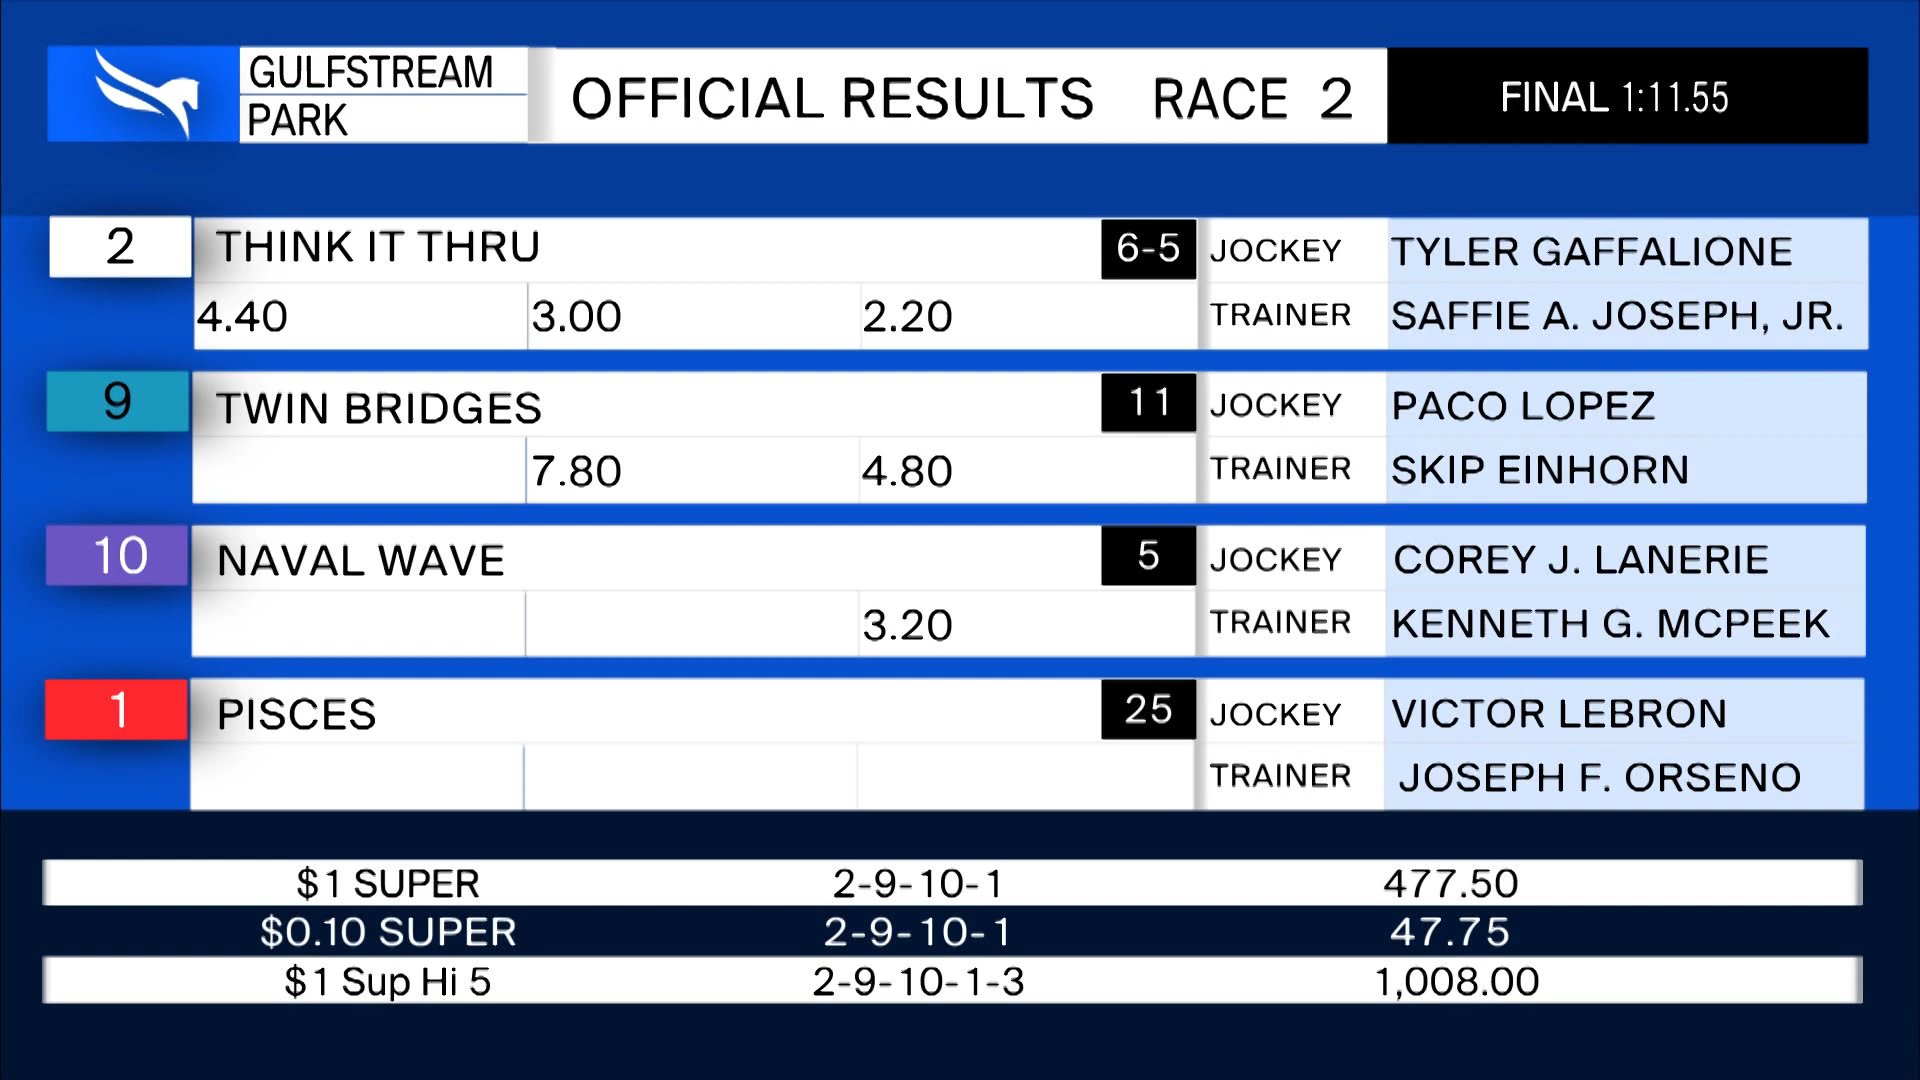 GULFSTREAM
PARK
OFFICIAL RESULTS RACE 2
FINAL 1:11.55
2 THINK IT THRU 6-5 JOCKEY TYLER GAFFALIONE
4.40 3.00 2.20 TRAINER SAFFIE A. JOSEPH, JR.
9 TWIN BRIDGES 11 JOCKEY PACO LOPEZ
7.80 4.80 TRAINER SKIP EINHORN
10 NAVAL WAVE 5 JOCKEY COREY J. LANERIE
3.20 TRAINER KENNETH G. MCPEEK
1 PISCES 25 JOCKEY VICTOR LEBRON
TRAINER JOSEPH F. ORSENO
$1 SUPER 2-9-10-1 477.50
$0.10 SUPER 2-9-10-1 47.75
$1 Sup Hi 5 2-9-10-1-3 1,008.00